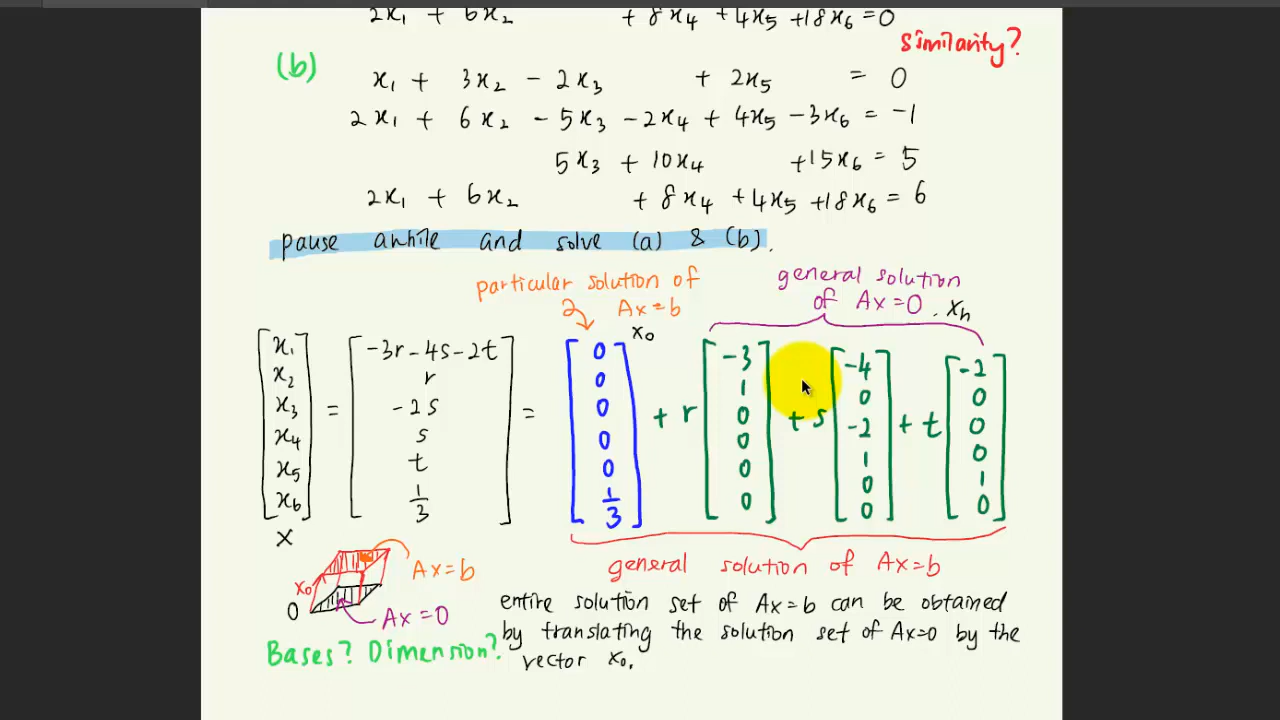 2x₁ + 6x₂ + 8x₄ + 4x₅ + 18x₆ = 0
Similarity?
(b)
x₁ + 3x₂ - 2x₃ + 2x₅ = 0
2x₁ + 6x₂ - 5x₃ - 2x₄ + 4x₅ - 3x₆ = -1
5x₃ + 10x₄ + 15x₆ = 5
2x₁ + 6x₂ + 8x₄ + 4x₅ + 18x₆ = 6
pause awhile and solve (a) & (b).
particular solution of
Ax=b
x₀
general solution
of Ax=0. xₕ
[x₁ x₂ x₃ x₄ x₅ x₆] = [-3r-4s-2t r -2s s t 1/3] = [0 0 0 0 0 1/3] + r [-3 1 0 0 0 0] + s [-4 0 -2 1 0 0] + t [-2 0 0 0 1 0]
x
general solution of Ax=b
x₀
0
Ax=b
Ax=0
entire solution set of Ax=b can be obtained
by translating the solution set of Ax=0 by the
vector x₀.
Bases? Dimension?